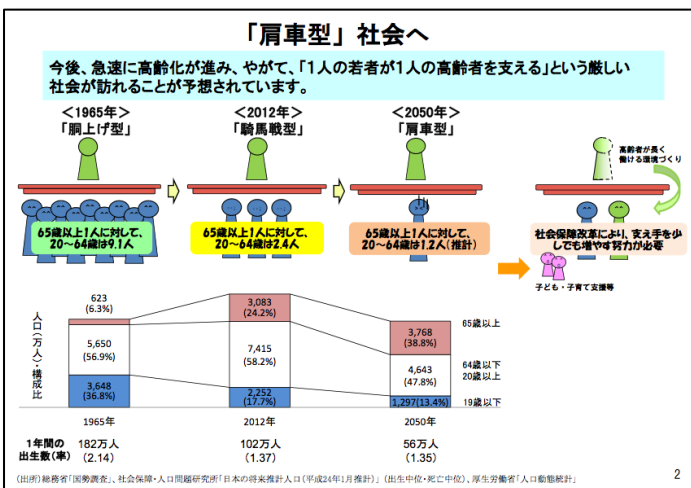 「肩車型」社会へ
今後、急速に高齢化が進み、やがて、「1人の若者が1人の高齢者を支える」という厳しい
社会が訪れることが予想されています。
<1965年>
「胴上げ型」
<2012年>
「騎馬戦型」
<2050年>
「肩車型」
高齢者が長く
働ける環境づくり
65歳以上1人に対して、
20~64歳は9.1人
65歳以上1人に対して、
20~64歳は2.4人
65歳以上1人に対して、
20~64歳は1.2人(推計)
社会保障改革により、支え手を少
しでも増やす努力が必要
子ども・子育て支援等
人口(万人)・構成比
623
(6.3%)
5,650
(56.9%)
3,648
(36.8%)
3,083
(24.2%)
7,415
(58.2%)
2,252
(17.7%)
3,768
(38.8%)
4,643
(47.8%)
1,297(13.4%)
65歳以上
64歳以下
20歳以上
19歳以下
1965年
2012年
2050年
1年間の
出生数(率)
182万人
(2.14)
102万人
(1.37)
56万人
(1.35)
(出所)総務省「国勢調査」、社会保障・人口問題研究所「日本の将来推計人口(平成24年1月推計)」(出生中位・死亡中位)、厚生労働省「人口動態統計」
2